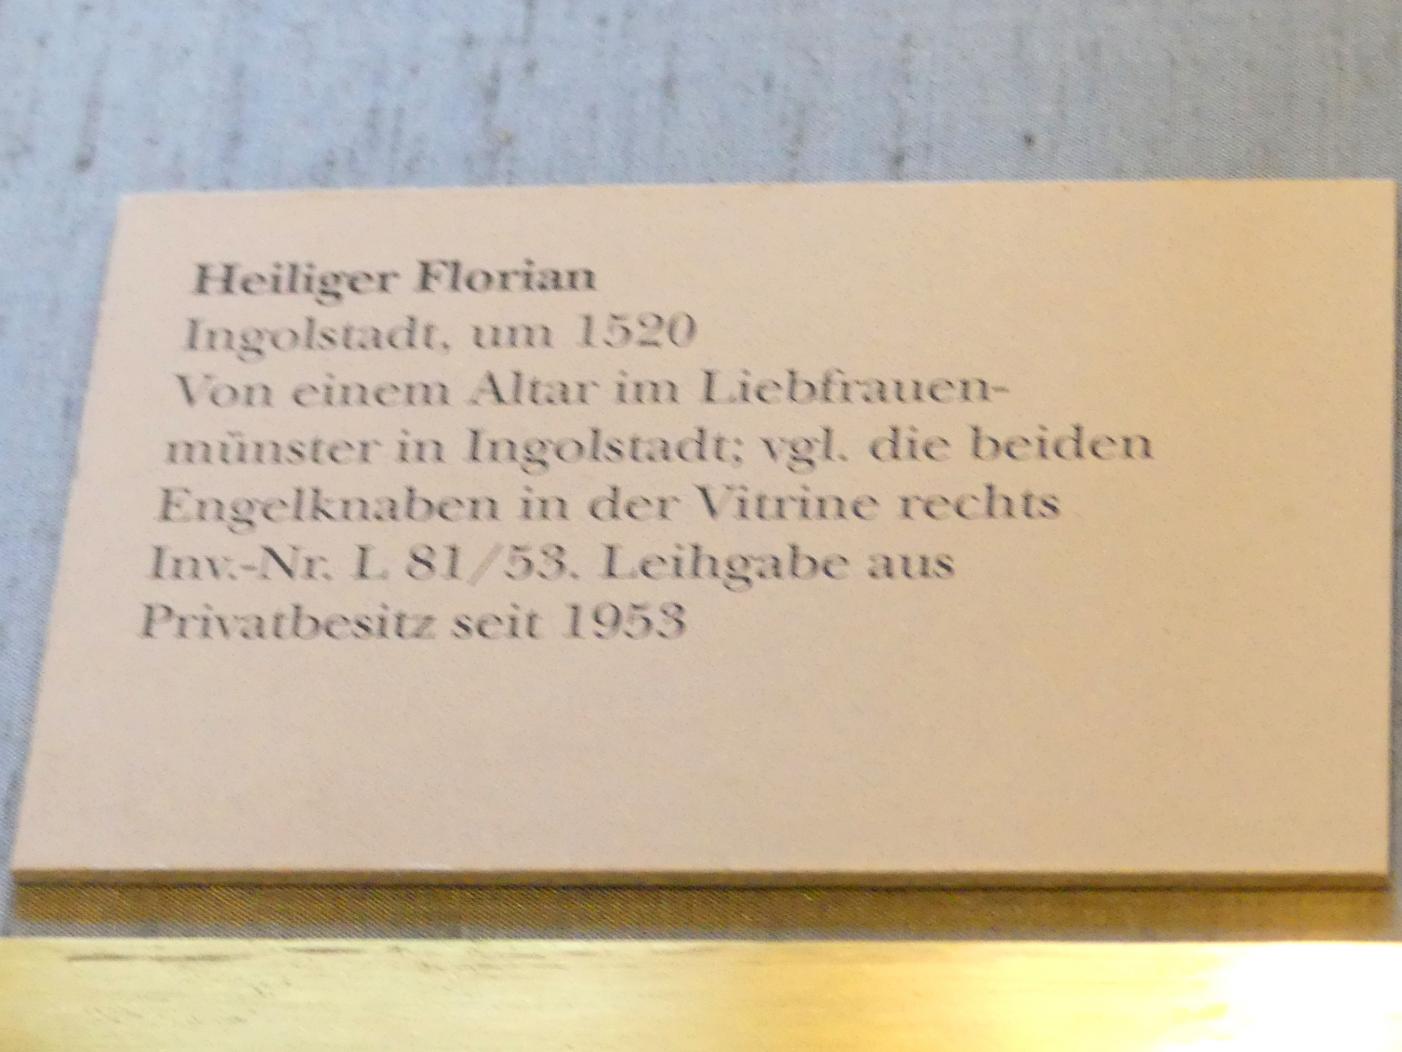 Heiliger Florian
Ingolstadt, um 1520
Von einem Altar im Liebfrauen-
münster in Ingolstadt; vgl. die beiden
Engelknaben in der Vitrine rechts
Inv.-Nr. L 81/53. Leihgabe aus
Privatbesitz seit 1953